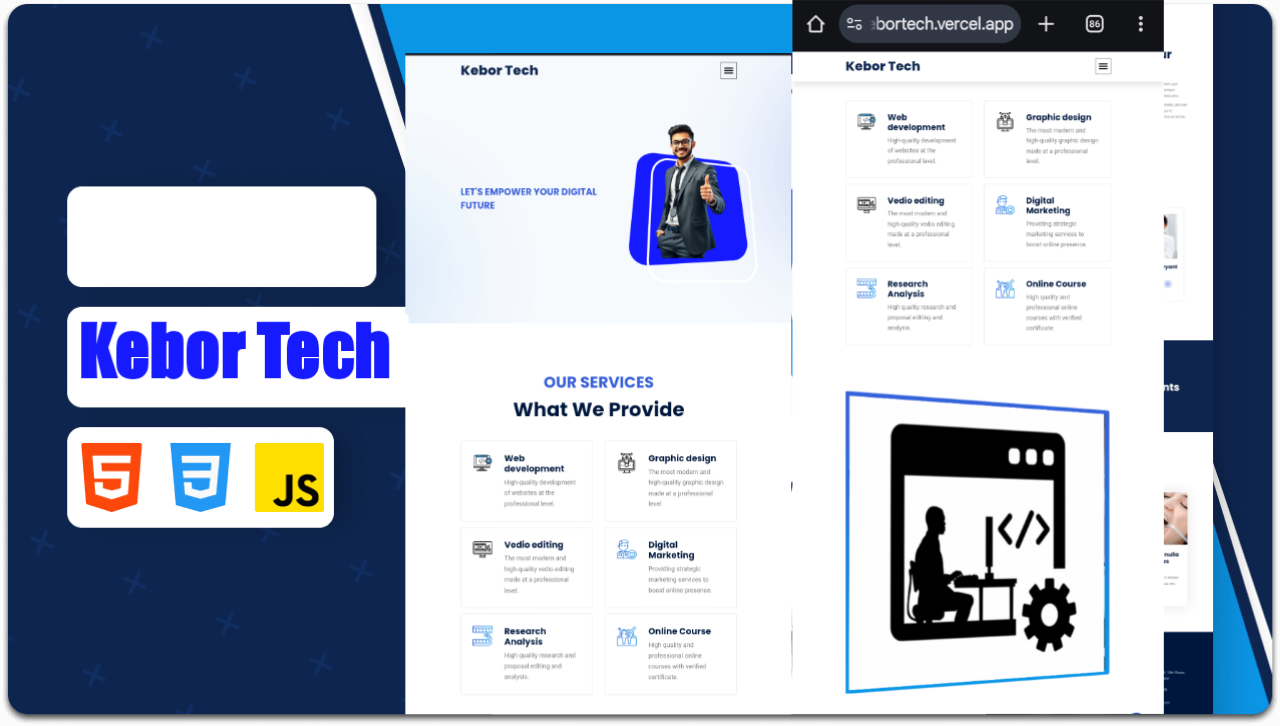 Kebor Tech
JS
Kebor Tech
LET'S EMPOWER YOUR DIGITAL
FUTURE
OUR SERVICES
What We Provide
Web
development
High-quality development
of websites at the
professional level.
Graphic design
The most modern and
high-quality graphic design
made at a professional
level.
Vedio editing
The most modern and
high-quality vedio editing
made at a professional
level.
Digital
Marketing
Providing strategic
marketing services to
boost online presence.
Research
Analysis
High quality research and
proposal editing and
analysis.
Online Course
High quality and
professional online
courses with verified
certificate.
ebortech.vercel.app
86
Kebor Tech
Web
development
High-quality development
of websites at the
professional level.
Graphic design
The most modern and
high-quality graphic design
made at a professional
level.
Vedio editing
The most modern and
high-quality vedio editing
made at a professional
level.
Digital
Marketing
Providing strategic
marketing services to
boost online presence.
Research
Analysis
High quality research and
proposal editing and
analysis.
Online Course
High quality and
professional online
courses with verified
certificate.